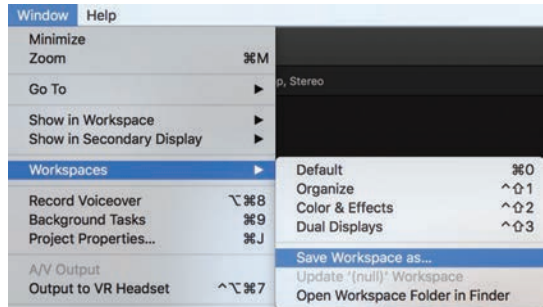 Window Help
Minimize
Zoom ⌘M
Go To ▶
Show in Workspace ▶
Show in Secondary Display ▶
Workspaces ▶
Record Voiceover ⌥⌘8
Background Tasks ⌘9
Project Properties... ⌘J
A/V Output
Output to VR Headset ^⌥⌘7
p, Stereo
Default ⌘0
Organize ^⇧1
Color & Effects ^⇧2
Dual Displays ^⇧3
Save Workspace as...
Update '(null)' Workspace
Open Workspace Folder in Finder